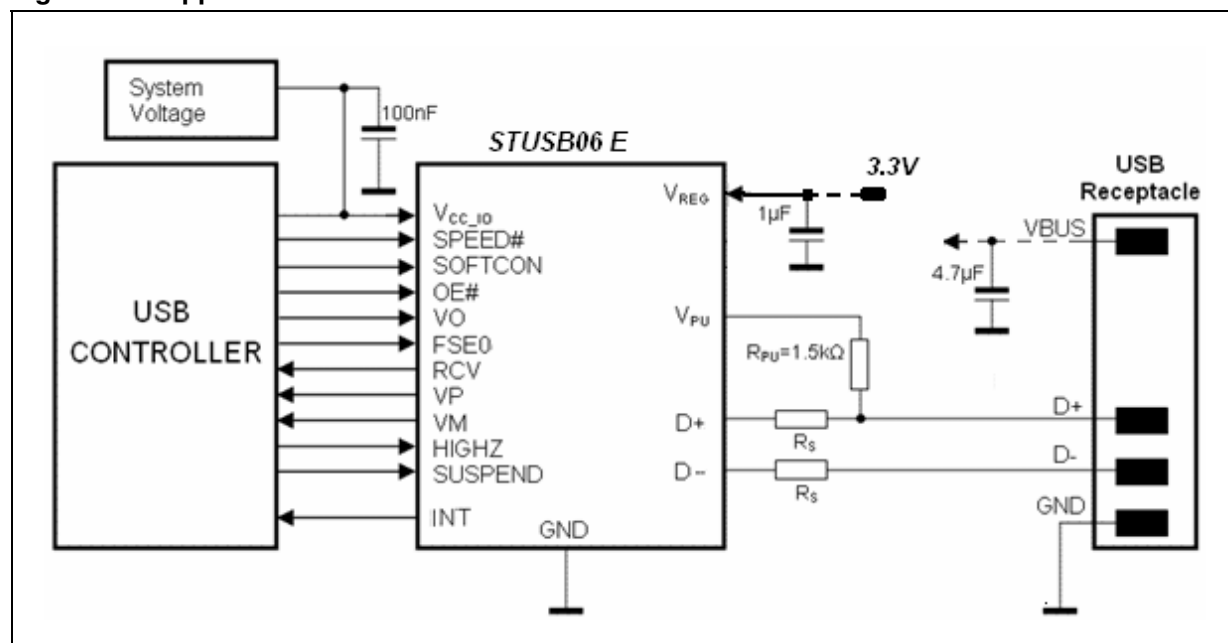 System
Voltage
100nF
STUSB06 E
3.3V
USB
Receptacle
USB
CONTROLLER
VCC_IO
SPEED#
SOFTCON
OE#
VO
FSE0
RCV
VP
VM
HIGHZ
SUSPEND
INT
GND
VREG
1µF
VPU
RPU=1.5kΩ
D+
RS
D-
RS
VBUS
4.7µF
D+
D-
GND